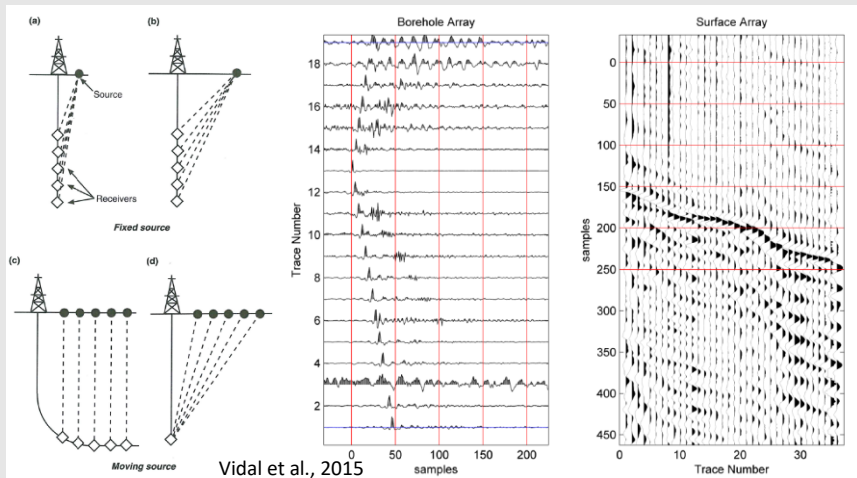 (a)
(b)
Source
Receivers
Fixed source
(c)
(d)
Moving source
Vidal et al., 2015
Borehole Array
Trace Number
18
16
14
12
10
8
6
4
2
0 50 100 150 200
samples
Surface Array
samples
0
50
100
150
200
250
300
350
400
450
0 10 20 30
Trace Number